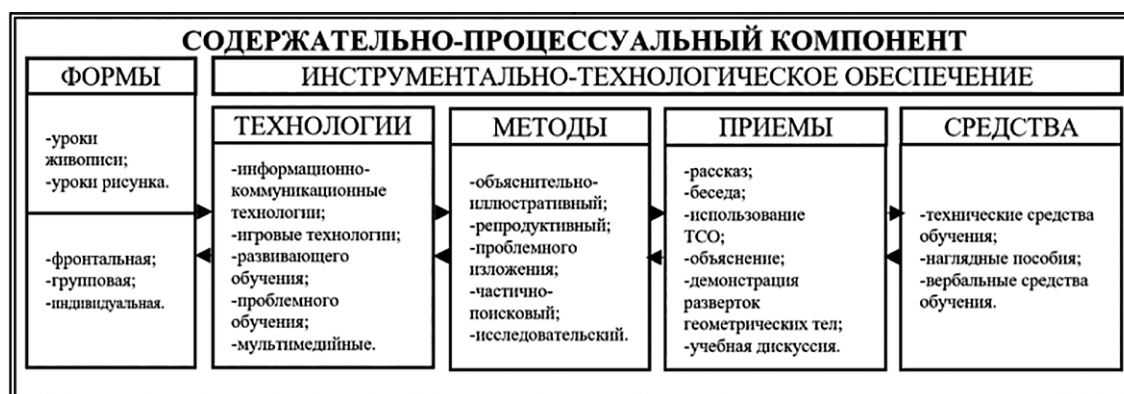 СОДЕРЖАТЕЛЬНО-ПРОЦЕССУАЛЬНЫЙ КОМПОНЕНТ
ФОРМЫ
-уроки
живописи;
-уроки рисунка.
-фронтальная;
-групповая;
-индивидуальная.
ИНСТРУМЕНТАЛЬНО-ТЕХНОЛОГИЧЕСКОЕ ОБЕСПЕЧЕНИЕ
ТЕХНОЛОГИИ
-информационно-
коммуникационные
технологии;
-игровые технологии;
-развивающего
обучения;
-проблемного
обучения;
-мультимедийные.
МЕТОДЫ
-объяснительно-
иллюстративный;
-репродуктивный;
-проблемного
изложения;
-частично-
поисковый;
-исследовательский.
ПРИЕМЫ
-рассказ;
-беседа;
-использование
ТСО;
-объяснение;
-демонстрация
разверток
геометрических тел;
-учебная дискуссия.
СРЕДСТВА
-технические средства
обучения;
-наглядные пособия;
-вербальные средства
обучения.